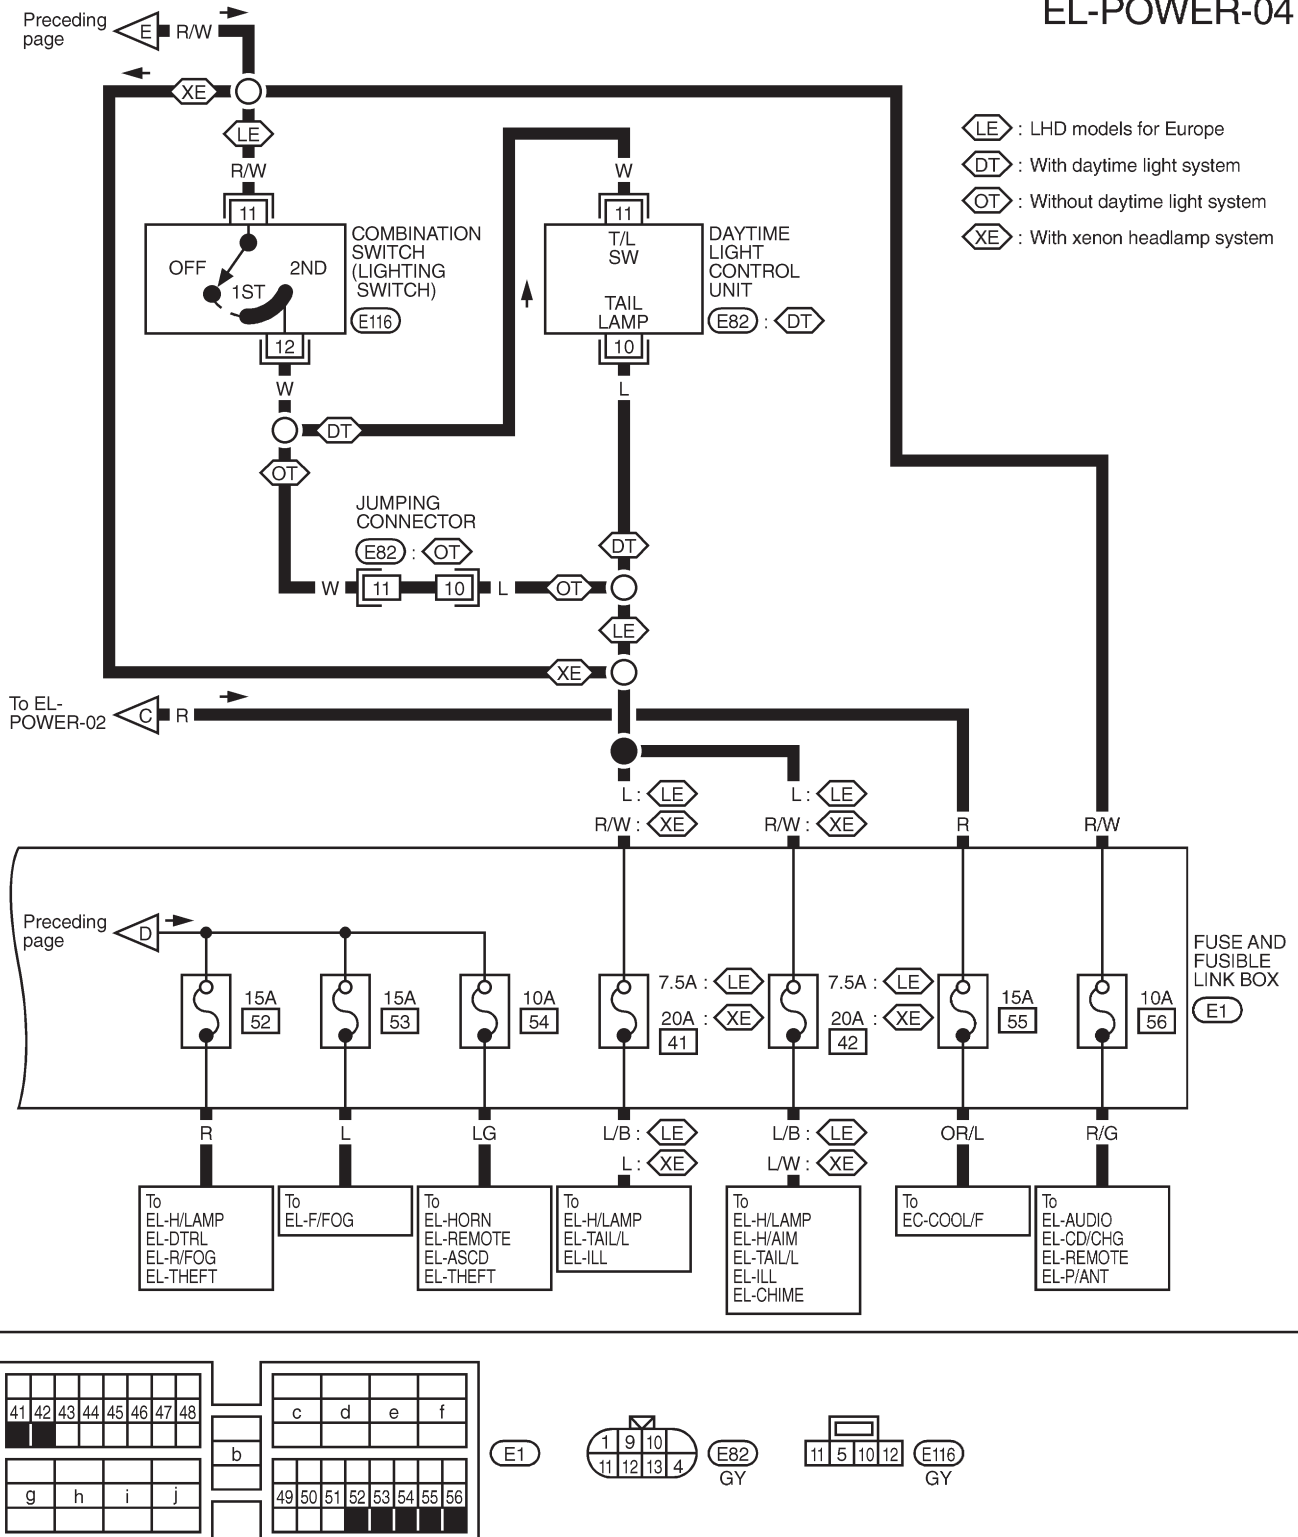 EL-POWER-04
Preceding
page
E
R/W
XE
LE
R/W
11
OFF
1ST
2ND
12
COMBINATION
SWITCH
(LIGHTING
SWITCH)
E116
W
11
T/L
SW
TAIL
LAMP
10
DAYTIME
LIGHT
CONTROL
UNIT
E82 : DT
LE : LHD models for Europe
DT : With daytime light system
OT : Without daytime light system
XE : With xenon headlamp system
W
L
DT
OT
JUMPING
CONNECTOR
E82 : OT
DT
W
11
10
L
OT
LE
XE
To EL-
POWER-02
C
R
L : LE
L : LE
R/W : XE
R/W : XE
R
R/W
Preceding
page
D
15A
52
15A
53
10A
54
7.5A : LE
20A : XE
41
7.5A : LE
20A : XE
42
15A
55
10A
56
FUSE AND
FUSIBLE
LINK BOX
E1
R
L
LG
L/B : LE
L : XE
L/B : LE
L/W : XE
OR/L
R/G
To
EL-H/LAMP
EL-DTRL
EL-R/FOG
EL-THEFT
To
EL-F/FOG
To
EL-HORN
EL-REMOTE
EL-ASCD
EL-THEFT
To
EL-H/LAMP
EL-TAIL/L
EL-ILL
To
EL-H/LAMP
EL-H/AIM
EL-TAIL/L
EL-ILL
EL-CHIME
To
EC-COOL/F
To
EL-AUDIO
EL-CD/CHG
EL-REMOTE
EL-P/ANT
41 42 43 44 45 46 47 48
c d e f
b
g h i j
49 50 51 52 53 54 55 56
E1
1 9 10
11 12 13 4
E82
GY
11 5 10 12
E116
GY